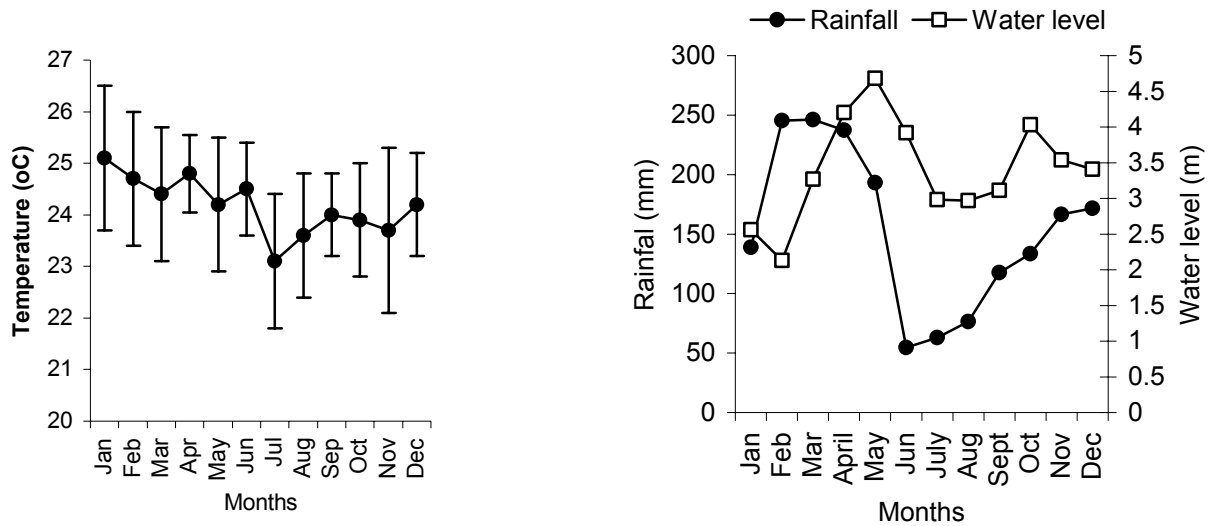 27
26
25
24
23
22
21
20
Temperature (oC)
Jan
Feb
Mar
Apr
May
Jun
Jul
Aug
Sep
Oct
Nov
Dec
Months
Rainfall
Water level
300
250
200
150
100
50
0
Rainfal (mm)
5
4.5
4
3.5
3
2.5
2
1.5
1
0.5
0
Water level (m)
Jan
Feb
Mar
April
May
Jun
July
Aug
Sept
Oct
Nov
Dec
Months